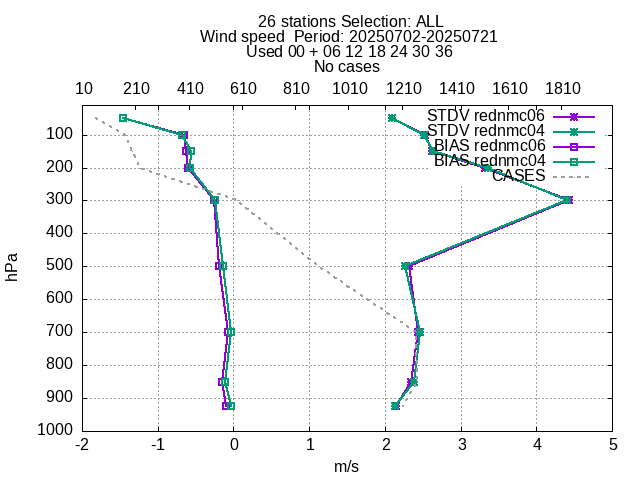 26 stations Selection: ALL
Wind speed  Period: 20250702-20250721
Used 00 + 06 12 18 24 30 36
No cases
10 210 410 610 810 1010 1210 1410 1610 1810
STDV rednmc06
STDV rednmc04
BIAS rednmc06
BIAS rednmc04
CASES
100
200
300
400
500
600
700
800
900
1000
hPa
-2 -1 0 1 2 3 4 5
m/s